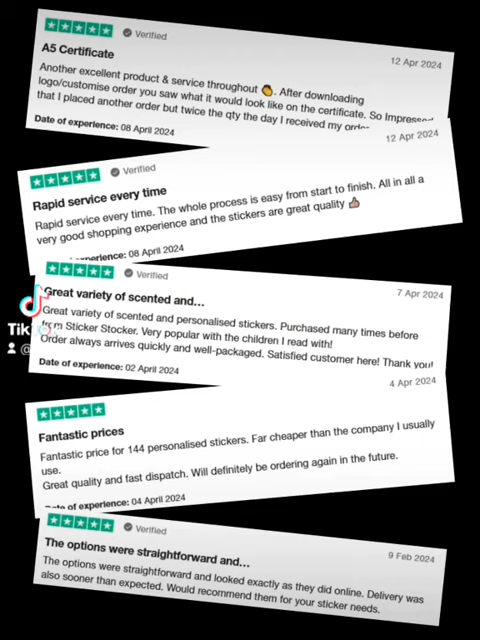 Verified
12 Apr 2024
A5 Certificate
Another excellent product & service throughout 👏. After downloading
logo/customise order you saw what it would look like on the certificate. So Impressed
that I placed another order but twice the qty the day I received my order
Date of experience: 08 April 2024
12 Apr 2024
Verified
Rapid service every time
Rapid service every time. The whole process is easy from start to finish. All in all a
very good shopping experience and the stickers are great quality 👍
experience: 08 April 2024
Verified
7 Apr 2024
Great variety of scented and...
Great variety of scented and personalised stickers. Purchased many times before
from Sticker Stocker. Very popular with the children I read with!
Order always arrives quickly and well-packaged. Satisfied customer here! Thank you!
Date of experience: 02 April 2024
Tik
@
4 Apr 2024
Fantastic prices
Fantastic price for 144 personalised stickers. Far cheaper than the company I usually
use.
Great quality and fast dispatch. Will definitely be ordering again in the future.
Date of experience: 04 April 2024
Verified
9 Feb 2024
The options were straightforward and...
The options were straightforward and looked exactly as they did online. Delivery was
also sooner than expected. Would recommend them for your sticker needs.